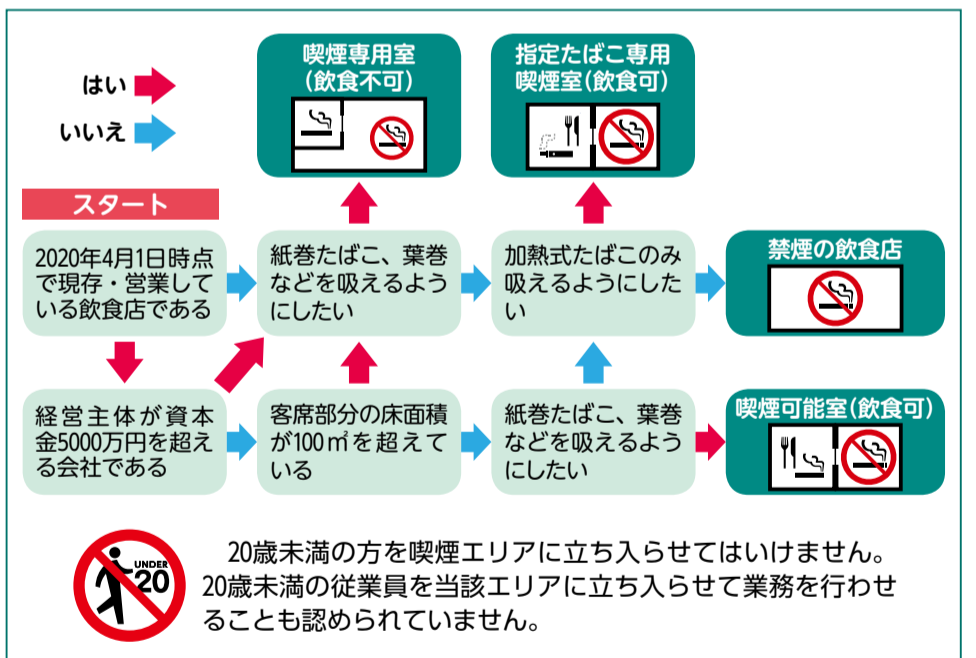 はい
いいえ
スタート
喫煙専用室
(飲食不可)
指定たばこ専用
喫煙室(飲食可)
2020年4月1日時点
で現存・営業して
いる飲食店である
紙巻たばこ、葉巻
などを吸えるよう
にしたい
加熱式たばこのみ
吸えるようにした
い
禁煙の飲食店
経営主体が資本
金5000万円を超え
る会社である
客席部分の床面積
が100㎡を超えて
いる
紙巻たばこ、葉巻
などを吸えるよう
にしたい
喫煙可能室(飲食可)
UNDER
20
20歳未満の方を喫煙エリアに立ち入らせてはいけません。
20歳未満の従業員を当該エリアに立ち入らせて業務を行わせ
ることも認められていません。